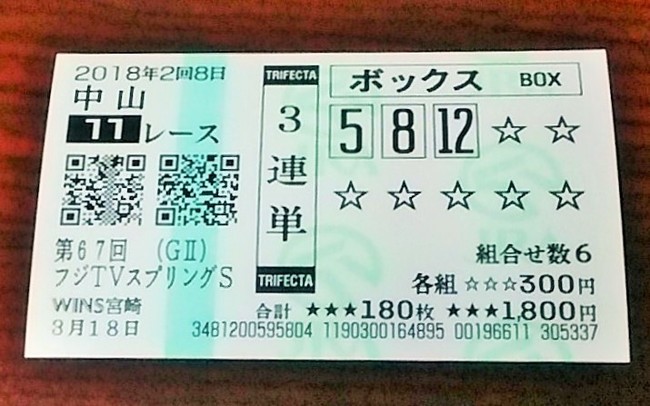 2018年2回8日
中山
11レース
第67回 (GⅡ)
フジTVスプリングS
WINS宮崎
3月18日
TRIFECTA
3連単
TRIFECTA
ボックス BOX
5 8 12 ☆ ☆
☆ ☆ ☆ ☆ ☆
組合せ数6
各組 ☆☆☆300円
合計 ★★★180枚 ★★★1,800円
3481200595804 1190300164895 00196611 305337